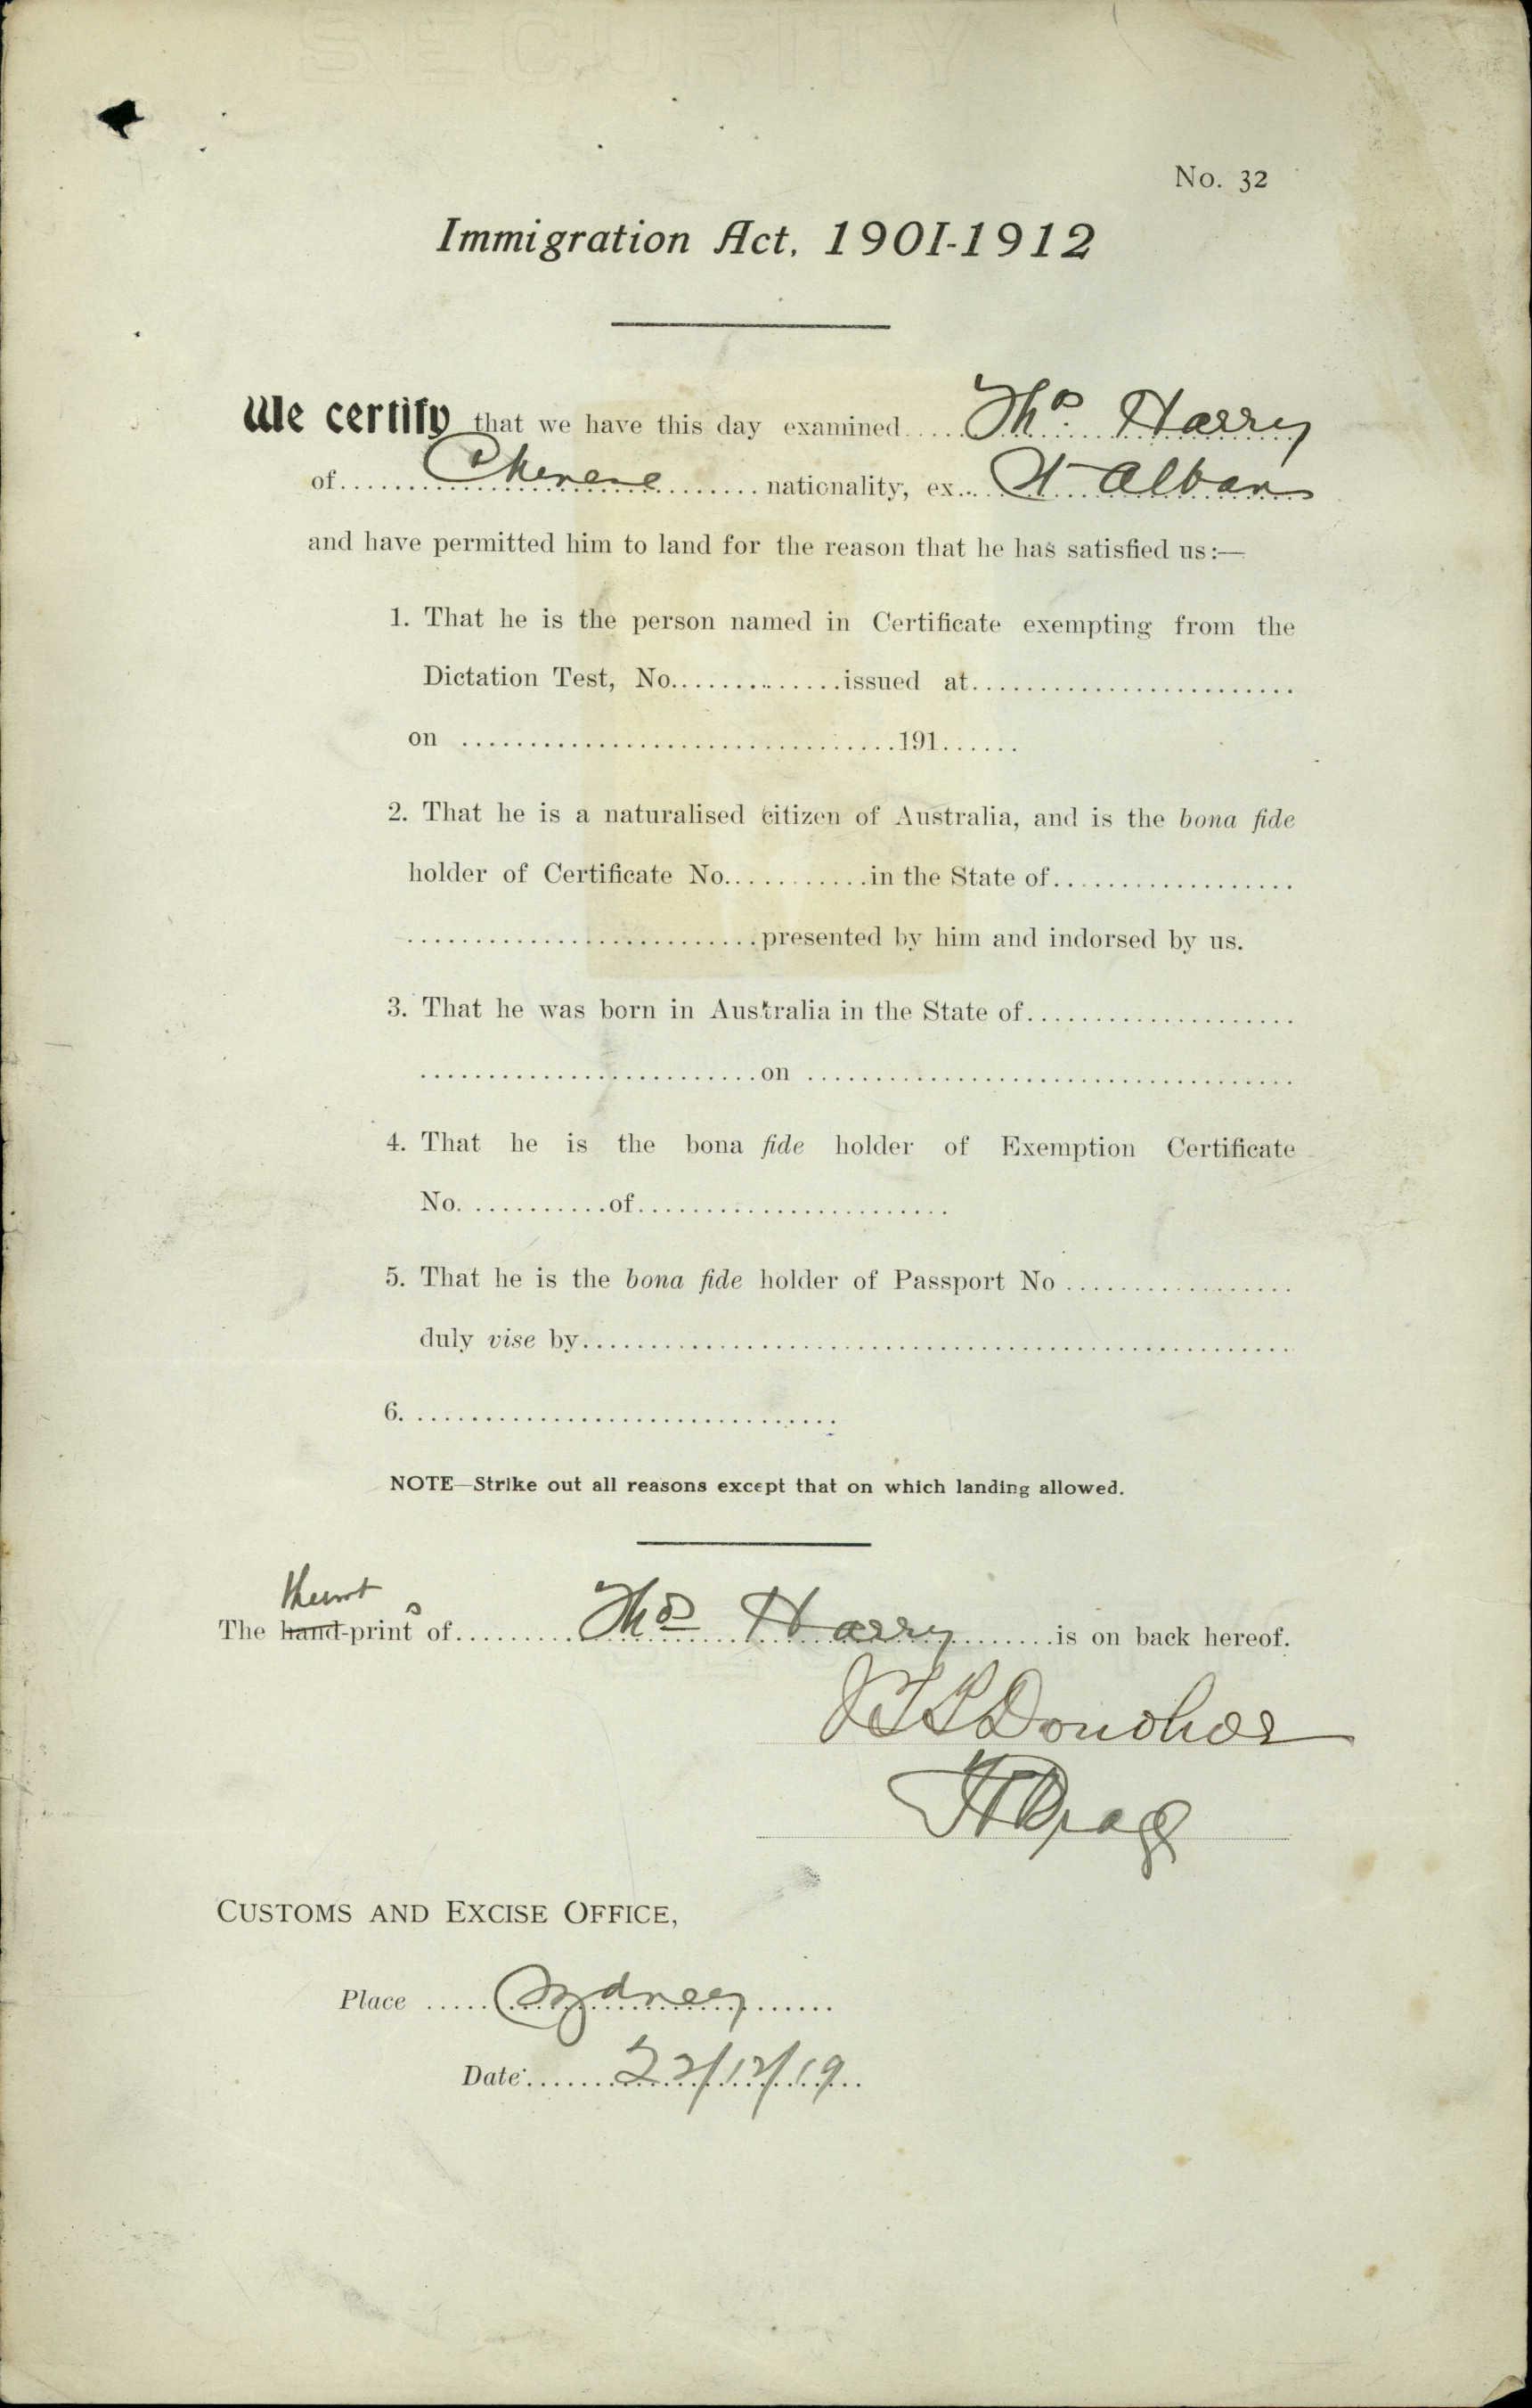 SECURITY
No. 32
Immigration Act, 1901-1912
We certify that we have this day examined Thos. Harry
of Chinese nationality, ex. St Albans
and have permitted him to land for the reason that he has satisfied us:—
1. That he is the person named in Certificate exempting from the
Dictation Test, No. issued at
on 191
2. That he is a naturalised citizen of Australia, and is the bona fide
holder of Certificate No. in the State of
presented by him and indorsed by us.
3. That he was born in Australia in the State of
on
4. That he is the bona fide holder of Exemption Certificate
No. of
5. That he is the bona fide holder of Passport No
duly vise by
6.
NOTE—Strike out all reasons except that on which landing allowed.
thumb
The hand-prints of Thos Harry is on back hereof.
Donohoe
CUSTOMS AND EXCISE OFFICE,
Place Sydney
Date 22/12/19